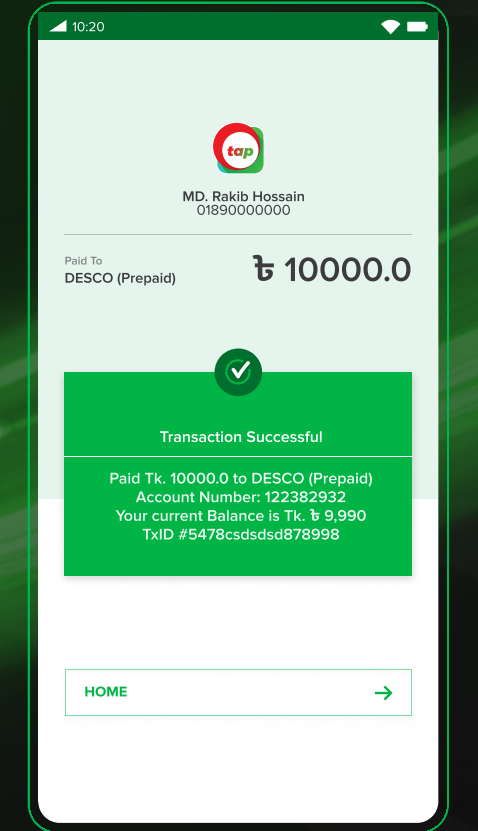 10:20
tap
MD. Rakib Hossain
01890000000
Paid To
DESCO (Prepaid)
৳ 10000.0
Transaction Successful
Paid Tk. 10000.0 to DESCO (Prepaid)
Account Number: 122382932
Your current Balance is Tk. ৳ 9,990
TxID #5478csdsdsd878998
HOME